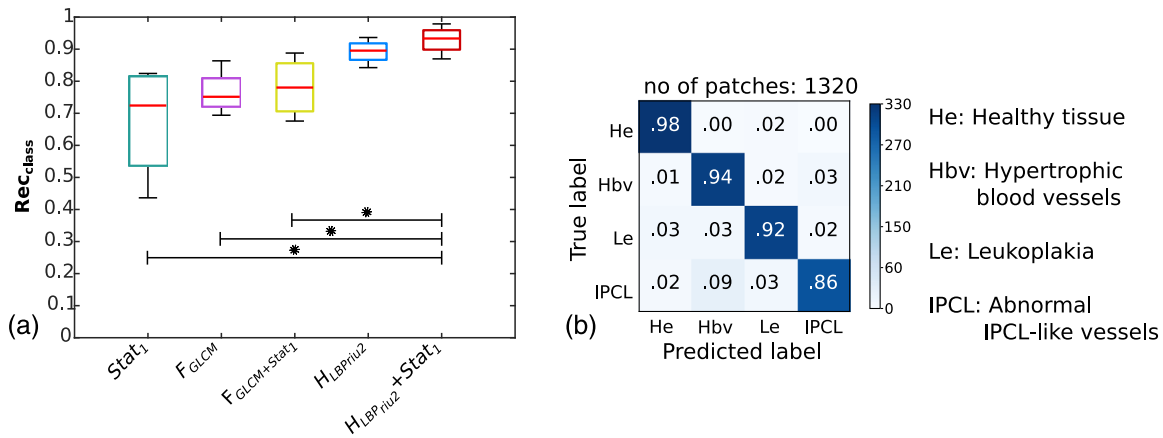 (a)
Rec_class
1
0.9
0.8
0.7
0.6
0.5
0.4
0.3
0.2
0.1
0
*
*
*
Stat_1
F_GLCM
F_GLCM+Stat_1
H_LBPriu2
H_LBPriu2+Stat_1
(b)
no of patches: 1320
True label
He .98 .00 .02 .00
Hbv .01 .94 .02 .03
Le .03 .03 .92 .02
IPCL .02 .09 .03 .86
He Hbv Le IPCL
Predicted label
330
270
210
150
60
0
He: Healthy tissue
Hbv: Hypertrophic
blood vessels
Le: Leukoplakia
IPCL: Abnormal
IPCL-like vessels